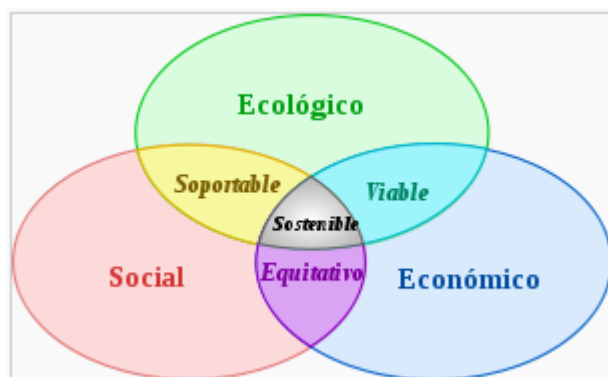 Ecológico
Soportable
Viable
Sostenible
Social
Equitativo
Económico